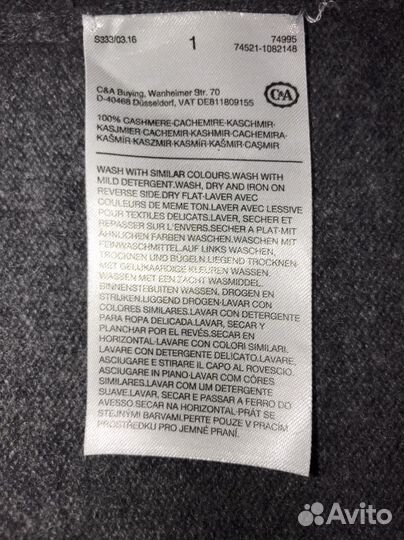 S333/03.16 1 74995
74521-1082148
C&A Buying, Wanheimer Str. 70
D-40468 Düsseldorf, VAT DE811809155
C&A
100% CASHMERE-CACHEMIRE-KASCHMIR-
KASJMIER-CACHEMIR-KASHMIR-CACHEMIRA-
KAŠMÍR-KASZMIR-KASMÍR-KAŠMIR-CAŞMIR
WASH WITH SIMILAR COLOURS.WASH WITH
MILD DETERGENT.WASH, DRY AND IRON ON
REVERSE SIDE.DRY FLAT-LAVER AVEC
COULEURS DE MEME TON.LAVER AVEC LESSIVE
POUR TEXTILES DELICATS.LAVER, SECHER ET
REPASSER SUR L'ENVERS.SECHER A PLAT-MIT
ÄHNLICHEN FARBEN WASCHEN.WASCHEN MIT
FEINWASCHMITTEL.AUF LINKS WASCHEN,
TROCKNEN UND BÜGELN.LIEGEND TROCKNEN-
MET GELIJKAARDIGE KLEUREN WASSEN.
WASSEN MET EEN ZACHT WASMIDDEL.
BINNENSTEBUITEN WASSEN, DROGEN EN
STRIJKEN.LIGGEND DROGEN-LAVAR CON
COLORES SIMILARES.LAVAR CON DETERGENTE
PARA ROPA DELICADA.LAVAR, SECAR Y
PLANCHAR POR EL REVÉS.SECAR EN
HORIZONTAL-LAVARE CON COLORI SIMILARI.
LAVARE CON DETERGENTE DELICATO.LAVARE,
ASCIUGARE E STIRARE IL CAPO AL ROVESCIO.
ASCIUGARE IN PIANO-LAVAR COM CÔRES
SIMILARES.LAVAR COM UM DETERGENTE
SUAVE.LAVAR, SECAR E PASSAR A FERRO DO
AVESSO.SECAR NA HORIZONTAL-PRÁT SE
STEJNÝMI BARVAMI.PERTE POUZE V PRACÍM
PROSTŘEDKU PRO JEMNÉ PRANÍ.
Avito